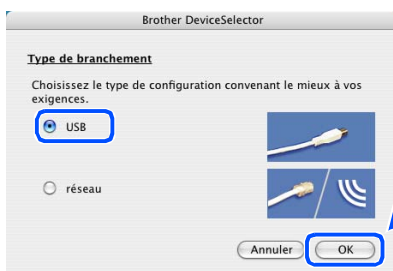 Brother DeviceSelector
Type de branchement
Choisissez le type de configuration convenant le mieux à vos
exigences.
USB
réseau
Annuler OK